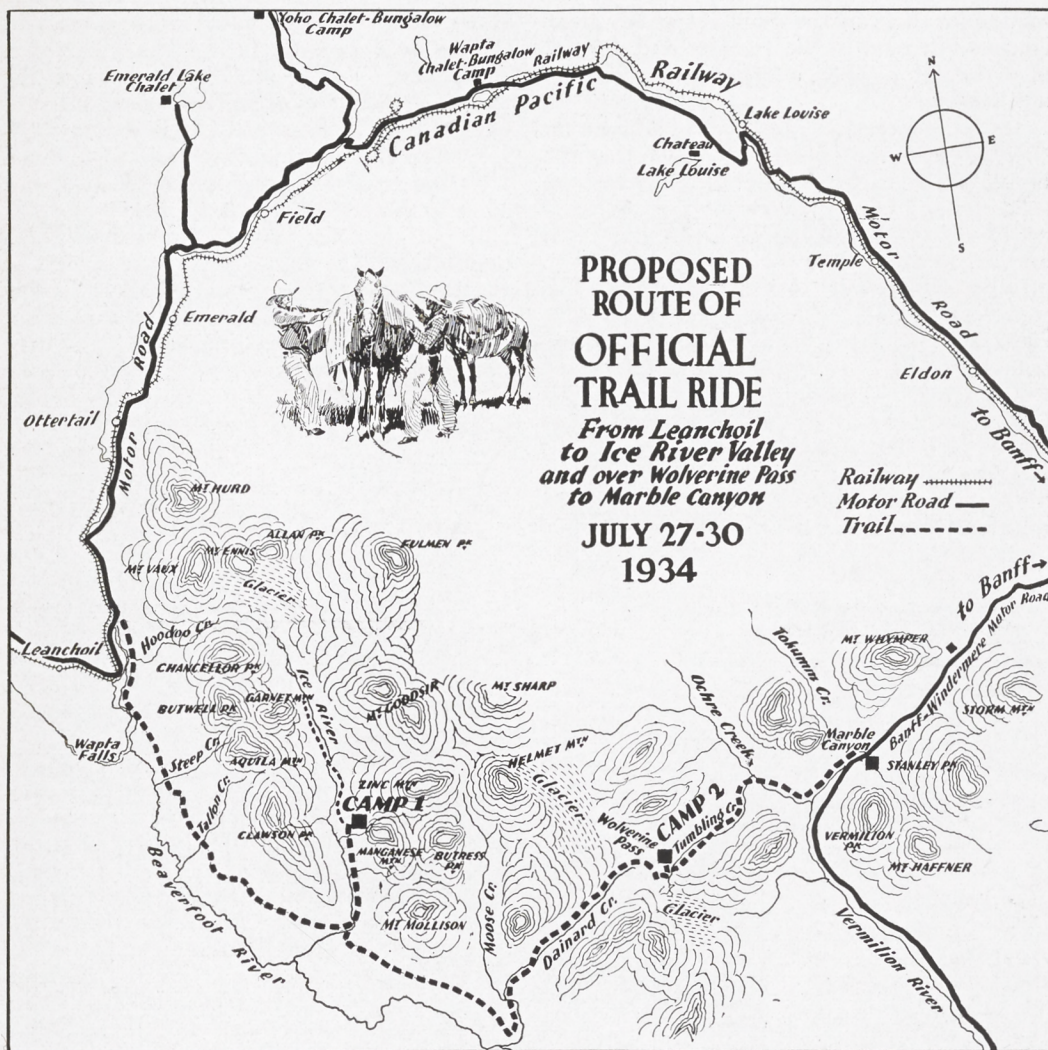 Yoho Chalet-Bungalow
Camp
Emerald Lake
Chalet
Wapta
Chalet-Bungalow
Camp
Railway
Canadian Pacific
Railway
Lake Louise
Chateau
Lake Louise
N
W
E
S
Field
Motor
Temple
Road
Eldon
to Banff
Emerald
Road
Ottertail
Motor
PROPOSED
ROUTE OF
OFFICIAL
TRAIL RIDE
From Leanchoil
to Ice River Valley
and over Wolverine Pass
to Marble Canyon
JULY 27-30
1934
Railway
Motor Road
Trail
MT HURD
ALLAN PK
MT ENNIS
FULMEN PK
MT VAUX
Glacier
to Banff
Banff-Windermere Motor Road
Leanchoil
Hoodoo Cr.
CHANCELLOR PK
Ice River
GARNET MTN
BUTWELL PK
MT GOODSIR
MT SHARP
Ochre Creek
Tokumm Cr.
MT WHYMPER
STORM MTN
Wapta
Falls
Steep Cr.
AQUILA MTN
HELMET MTN
Glacier
Marble
Canyon
STANLEY PK
Tallon Cr.
ZINC MTN
CAMP 1
CLAWSON PK
MANGANESE
MTN
BUTRESS
PK
Wolverine
Pass
CAMP 2
Tumbling Cr.
VERMILION
PK
MT HAFFNER
Beaverfoot River
MT MOLLISON
Moose Cr.
Dainard Cr.
Glacier
Vermilion River